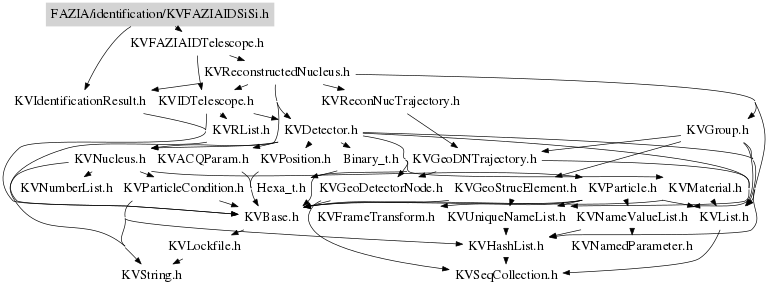 FAZIA/identification/KVFAZIAIDSiSi.h
KVFAZIAIDTelescope.h
KVReconstructedNucleus.h
KVIdentificationResult.h KVIDTelescope.h KVReconNucTrajectory.h
KVRList.h KVDetector.h KVGroup.h
KVNucleus.h KVACQParam.h KVPosition.h Binary_t.h KVGeoDNTrajectory.h
KVNumberList.h KVParticleCondition.h Hexa_t.h KVGeoDetectorNode.h KVGeoStrucElement.h KVParticle.h KVMaterial.h
KVBase.h KVFrameTransform.h KVUniqueNameList.h KVNameValueList.h KVList.h
KVLockfile.h KVHashList.h KVNamedParameter.h
KVString.h KVSeqCollection.h